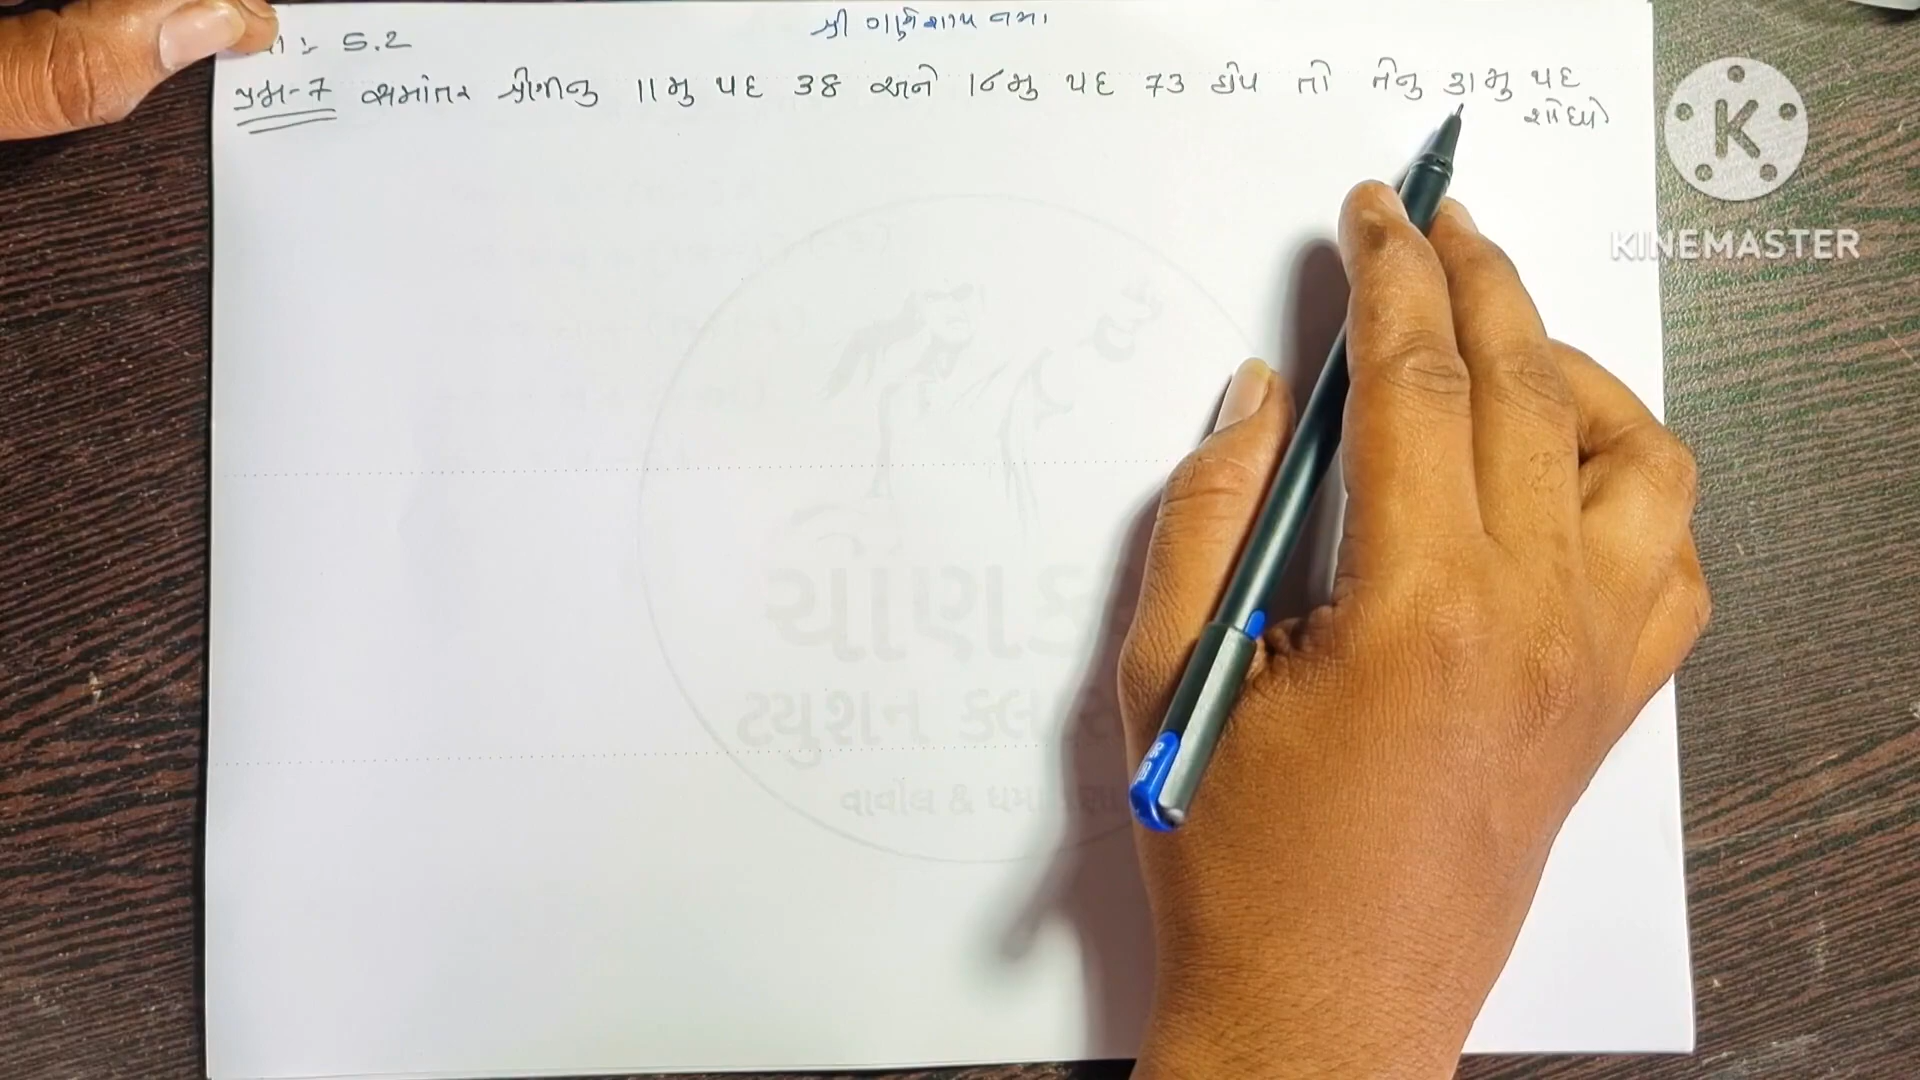 શ્રી ગણેશાય નમઃ
5.2
પ્રશ્ન-7 સમાંતર શ્રેણીનુ 11મુ પદ 38 અને 16મુ પદ 73 હોય તો તેનુ 31મુ પદ
શોધો
KINEMASTER
ચાણક
ટ્યુશન ક્લાસ
વાવોલ &